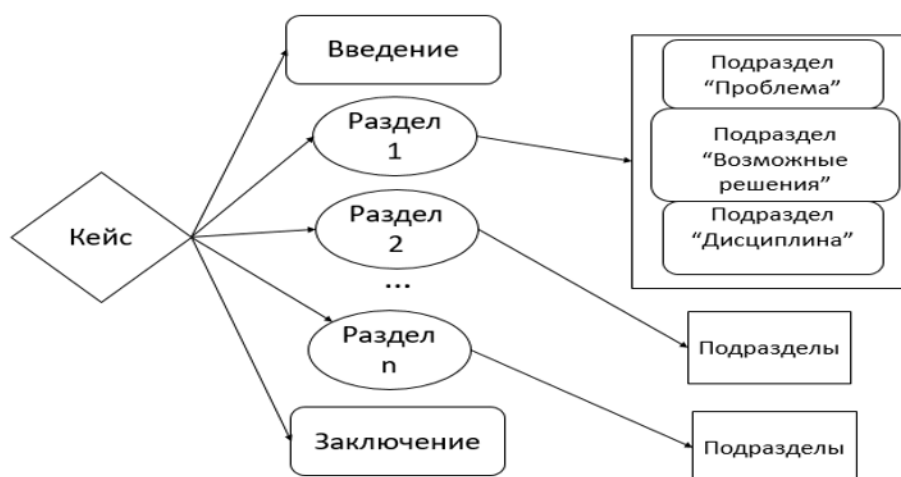 Кейс
Введение
Раздел
1
Раздел
2
...
Раздел
n
Заключение
Подраздел
“Проблема”
Подраздел
“Возможные
решения”
Подраздел
“Дисциплина”
Подразделы
Подразделы